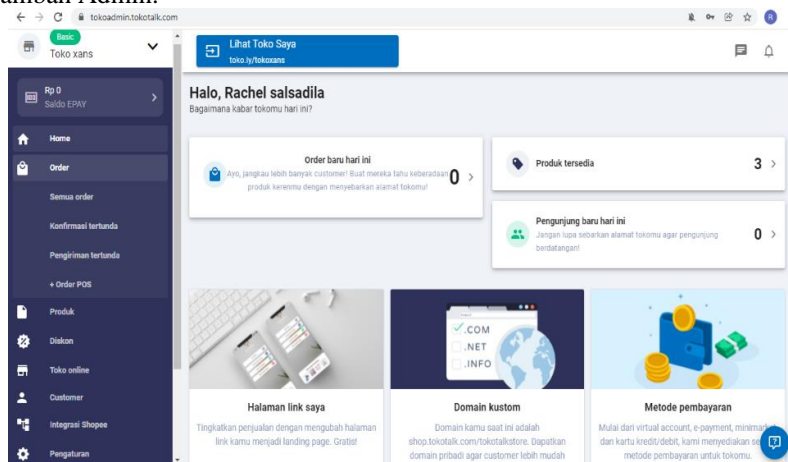 ambah Admin.
tokoadmin.tokotalk.com
Basic
Toko xans
Rp 0
Saldo EPAY
Home
Order
Semua order
Konfirmasi tertunda
Pengiriman tertunda
+ Order POS
Produk
Diskon
Toko online
Customer
Integrasi Shopee
Pengaturan
Lihat Toko Saya
toko.ly/tokoxans
Halo, Rachel salsadila
Bagaimana kabar tokomu hari ini?
Order baru hari ini
Ayo, jangkau lebih banyak customer! Buat mereka tahu keberadaan
produk kerenmu dengan menyebarkan alamat tokomu!
0
Produk tersedia
3
Pengunjung baru hari ini
Jangan lupa sebarkan alamat tokomu agar pengunjung
berdatangan!
0
Halaman link saya
Tingkatkan penjualan dengan mengubah halaman
link kamu menjadi landing page. Gratis!
.COM
.NET
.INFO
Domain kustom
Domain kamu saat ini adalah
shop.tokotalk.com/tokotalkstore. Dapatkan
domain pribadi agar customer lebih mudah
Metode pembayaran
Mulai dari virtual account, e-payment, minimarket
dan kartu kredit/debit, kami menyediakan se
metode pembayaran untuk tokomu.
R